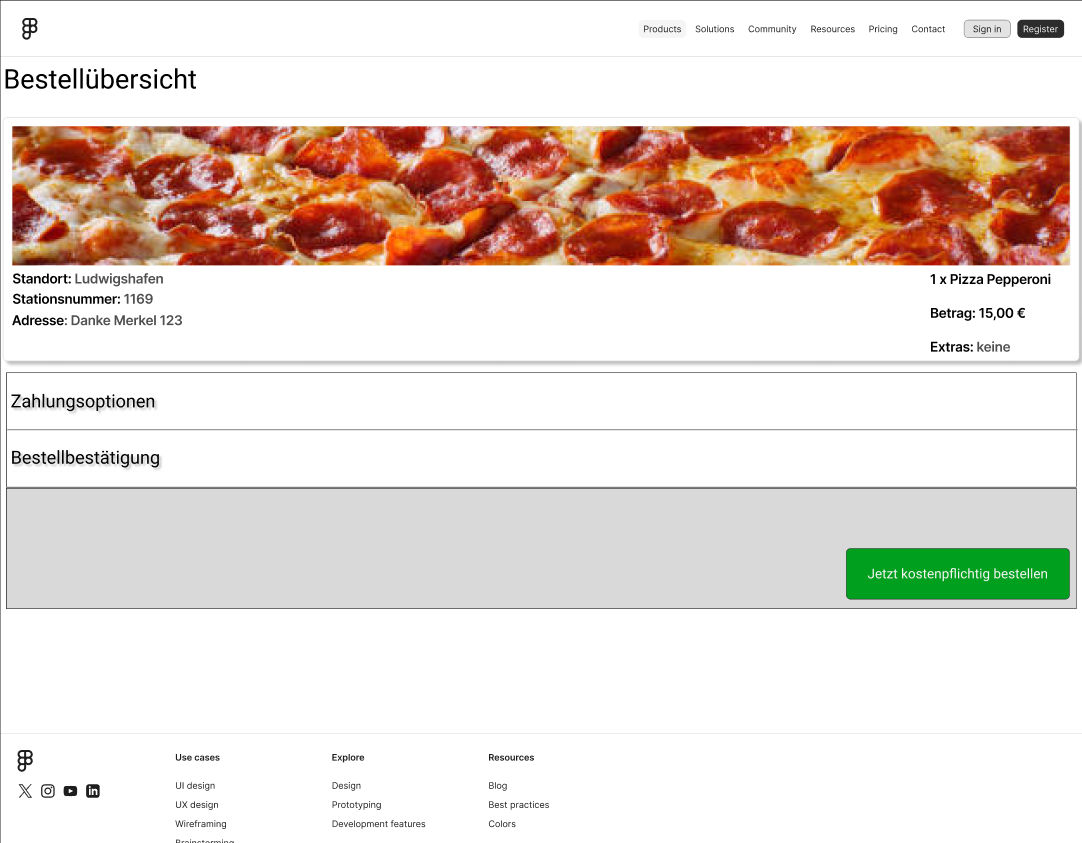 Products Solutions Community Resources Pricing Contact Sign in Register
Bestellübersicht
Standort: Ludwigshafen
Stationsnummer: 1169
Adresse: Danke Merkel 123
1 x Pizza Pepperoni
Betrag: 15,00 €
Extras: keine
Zahlungsoptionen
Bestellbestätigung
Jetzt kostenpflichtig bestellen
Use cases
UI design
UX design
Wireframing
Brainstorming
Explore
Design
Prototyping
Development features
Resources
Blog
Best practices
Colors